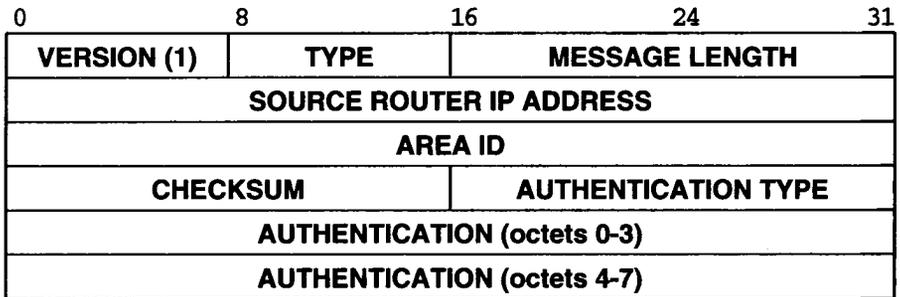 0 8 16 24 31
VERSION (1) TYPE MESSAGE LENGTH
SOURCE ROUTER IP ADDRESS
AREA ID
CHECKSUM AUTHENTICATION TYPE
AUTHENTICATION (octets 0-3)
AUTHENTICATION (octets 4-7)